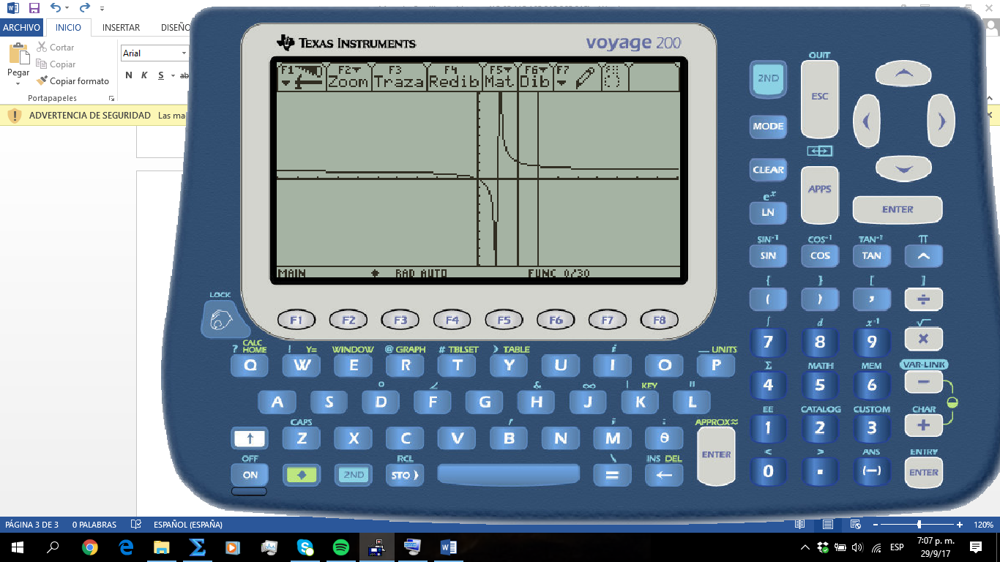 ARCHIVO INICIO INSERTAR DISEÑO
Pegar
Cortar
Copiar
Copiar formato
Portapapeles
Arial
N K S ab
ADVERTENCIA DE SEGURIDAD Las ma
TEXAS INSTRUMENTS voyage 200
F1 F2 F3 F4 F5 F6 F7 F8
Zoom Traza Redib Mat Dib
MAIN RAD AUTO FUNC 0/30
F1 F2 F3 F4 F5 F6 F7 F8
QUIT
2ND ESC
MODE
CLEAR APPS
eˣ
LN ENTER
SIN⁻¹ COS⁻¹ TAN⁻¹ π
SIN COS TAN ^
{ } [ ]
( ) , ÷
∫ d x⁻¹ √
7 8 9 ×
Σ MATH MEM VAR-LINK
4 5 6 −
EE CATALOG CUSTOM CHAR
1 2 3 +
< > ANS ENTRY
0 . (−) ENTER
LOCK
? CALC HOME ! Y= WINDOW @ GRAPH # TBLSET ) TABLE i _ UNITS
Q W E R T Y U I O P
° ∠ & ∞ | KEY "
A S D F G H J K L
CAPS ' ; : APPROX≈
↑ Z X C V B N M θ ENTER
OFF RCL \ INS DEL
ON 2ND STO ) = ←
PÁGINA 3 DE 3 0 PALABRAS ESPAÑOL (ESPAÑA) 120%
ESP 7:07 p. m.
29/9/17